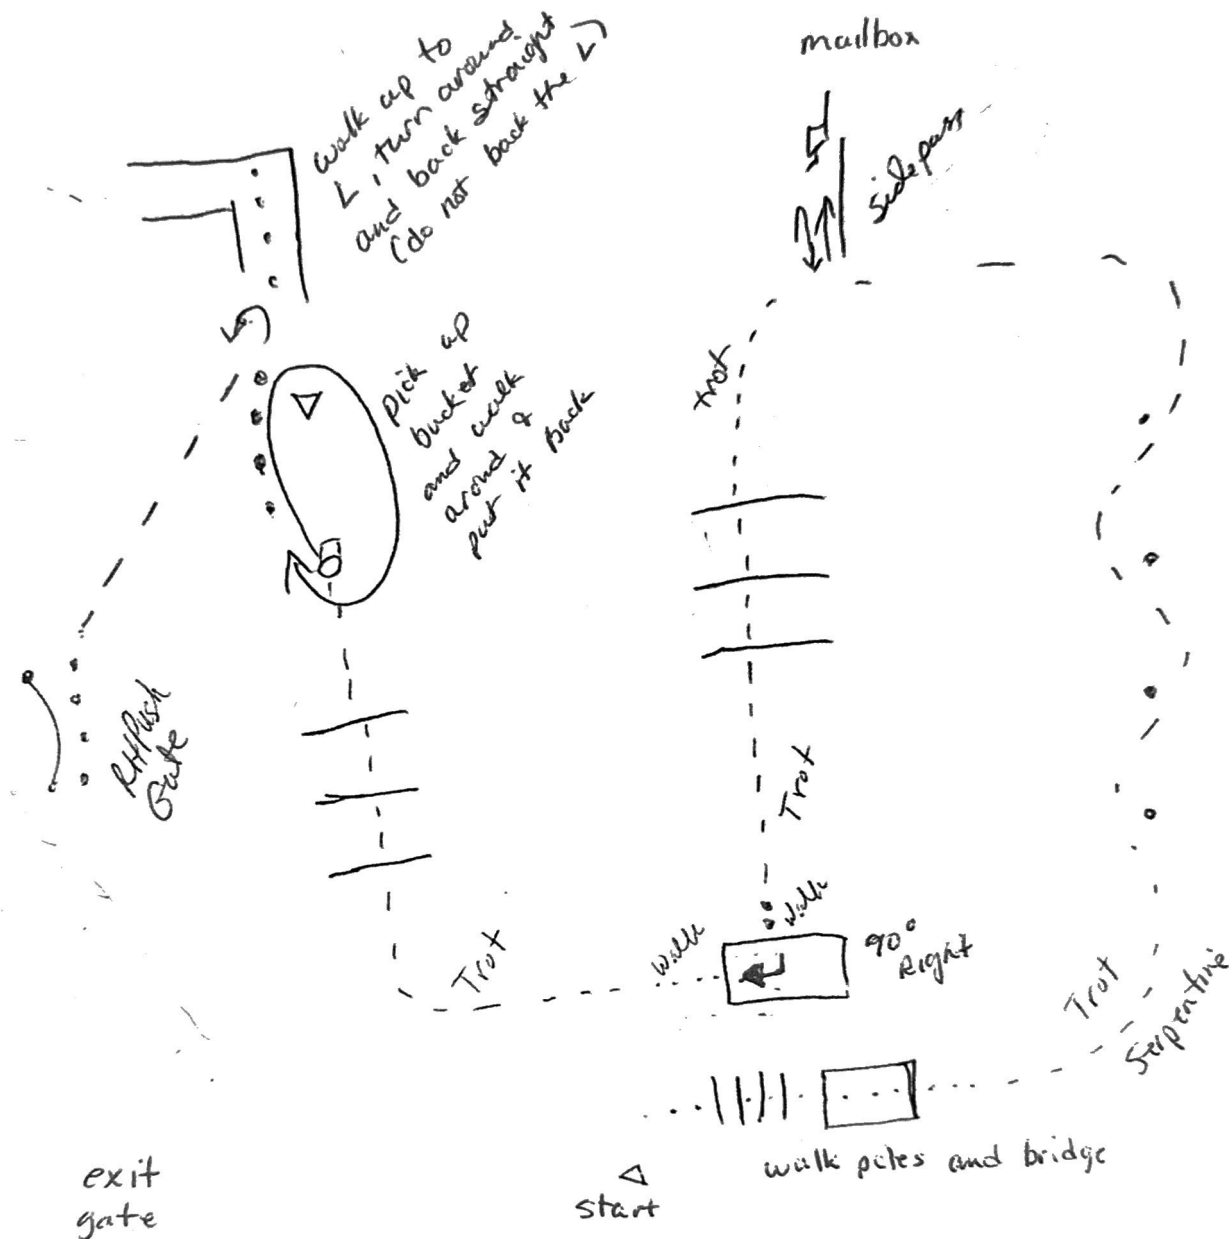 mailbox
walk up to
L, turn around
and back straight
(do not back the L)
Sidepass
trot
pick up
bucket
and walk
around &
put it back
RH Push
Gate
Trot
walk
90°
Right
walk
Trot
Trot
Serpentine
walk poles and bridge
start
exit
gate